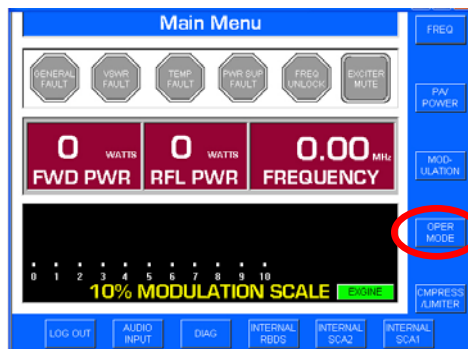 Main Menu
FREQ
GENERAL
FAULT
VSWR
FAULT
TEMP
FAULT
PWR SUP
FAULT
FREQ
UNLOCK
EXCITER
MUTE
PA/
POWER
0 WATTS
FWD PWR
0 WATTS
RFL PWR
0.00 MHz
FREQUENCY
MOD-
ULATION
OPER
MODE
0 1 2 3 4 5 6 7 8 9 10
10% MODULATION SCALE
EXGINE
CMPRESS
/LIMITER
LOG OUT
AUDIO
INPUT
DIAG
INTERNAL
RBDS
INTERNAL
SCA2
INTERNAL
SCA1